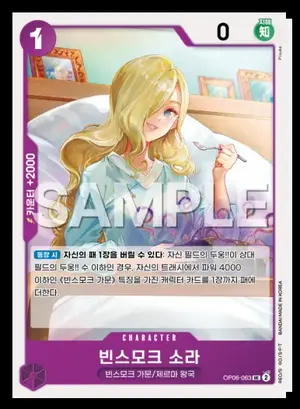 1
0
지혜
知
카운터 +2000
SAMPLE
등장 시 자신의 패 1장을 버릴 수 있다: 자신 필드의 두웅!!이 상대
필드의 두웅!! 수 이하인 경우, 자신의 트래시에서 파워 4000
이하인 《빈스모크 가문》 특징을 가진 캐릭터 카드를 1장까지 패에
더한다.
CHARACTER
빈스모크 소라
빈스모크 가문/제르마 왕국
OP06-063
2